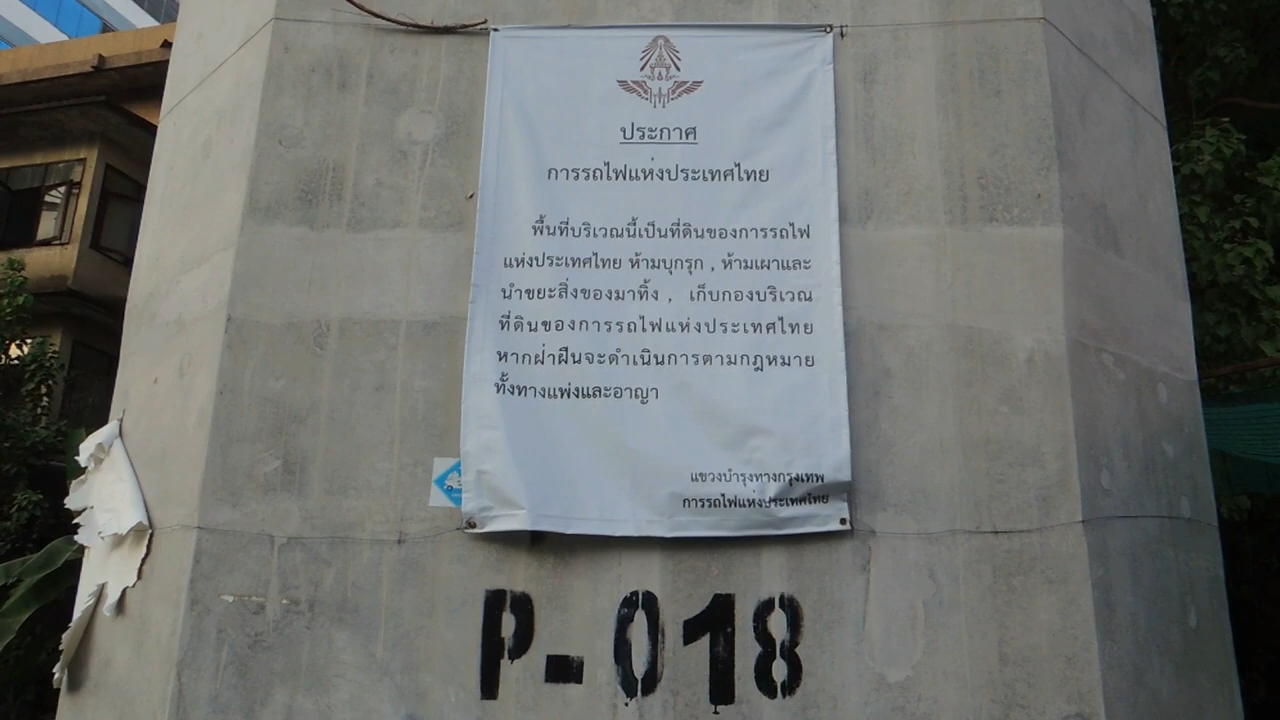 ประกาศ
การรถไฟแห่งประเทศไทย
พื้นที่บริเวณนี้เป็นที่ดินของการรถไฟ
แห่งประเทศไทย ห้ามบุกรุก , ห้ามเผาและ
นำขยะสิ่งของมาทิ้ง , เก็บกองบริเวณ
ที่ดินของการรถไฟแห่งประเทศไทย
หากฝ่าฝืนจะดำเนินการตามกฎหมาย
ทั้งทางแพ่งและอาญา
แขวงบำรุงทางกรุงเทพ
การรถไฟแห่งประเทศไทย
P-018